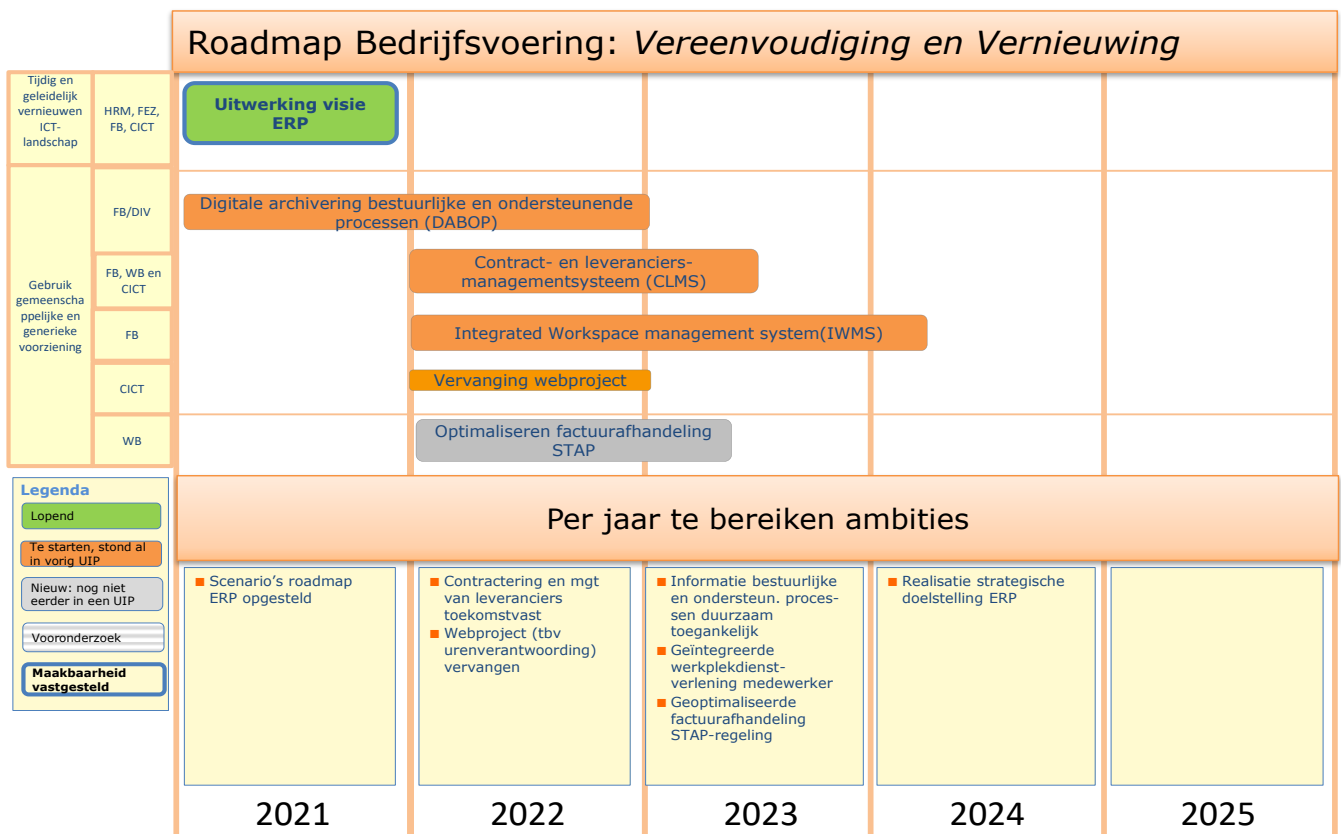 Roadmap Bedrijfsvoering: Vereenvoudiging en Vernieuwing
Tijdig en
geleidelijk
vernieuwen
ICT-
landschap
HRM, FEZ,
FB, CICT
Uitwerking visie
ERP
Gebruik
gemeenscha
ppelijke en
generieke
voorziening
FB/DIV
Digitale archivering bestuurlijke en ondersteunende
processen (DABOP)
FB, WB en
CICT
Contract- en leveranciers-
managementsysteem (CLMS)
FB
Integrated Workspace management system(IWMS)
CICT
Vervanging webproject
WB
Optimaliseren factuurafhandeling
STAP
Legenda
Lopend
Te starten, stond al
in vorig UIP
Nieuw: nog niet
eerder in een UIP
Vooronderzoek
Maakbaarheid
vastgesteld
Per jaar te bereiken ambities
Scenario's roadmap
ERP opgesteld
Contractering en mgt
van leveranciers
toekomstvast
Webproject (tbv
urenverantwoording)
vervangen
Informatie bestuurlijke
en ondersteun. proces-
sen duurzaam
toegankelijk
Geïntegreerde
werkplekdienst-
verlening medewerker
Geoptimaliseerde
factuurafhandeling
STAP-regeling
Realisatie strategische
doelstelling ERP
2021
2022
2023
2024
2025